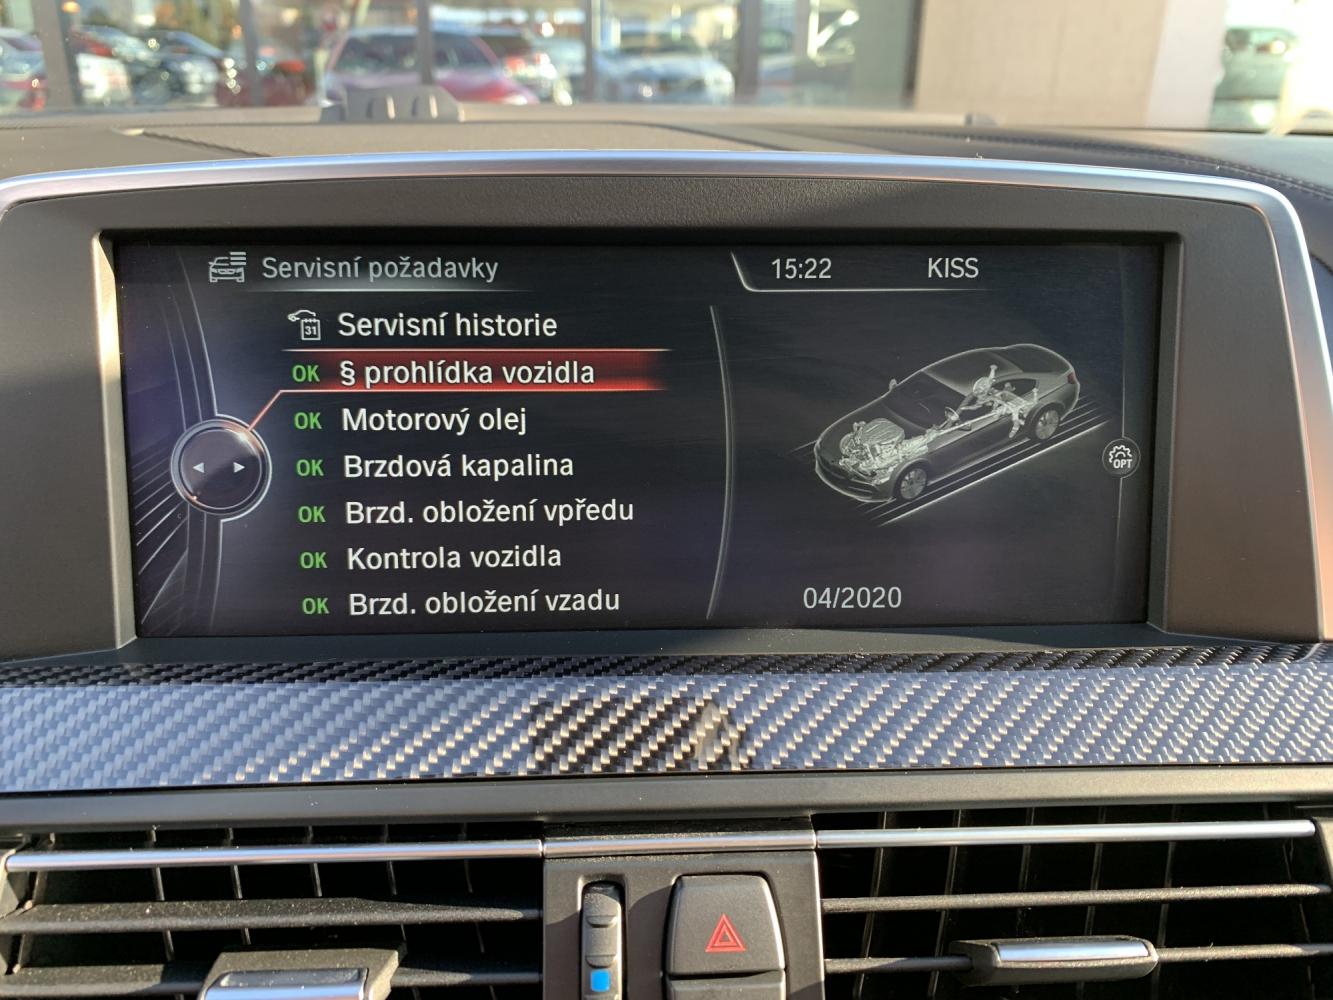 Servisní požadavky
15:22
KISS
31
Servisní historie
OK § prohlídka vozidla
OK Motorový olej
OK Brzdová kapalina
OK Brzd. obložení vpředu
OK Kontrola vozidla
OK Brzd. obložení vzadu
OPT
04/2020